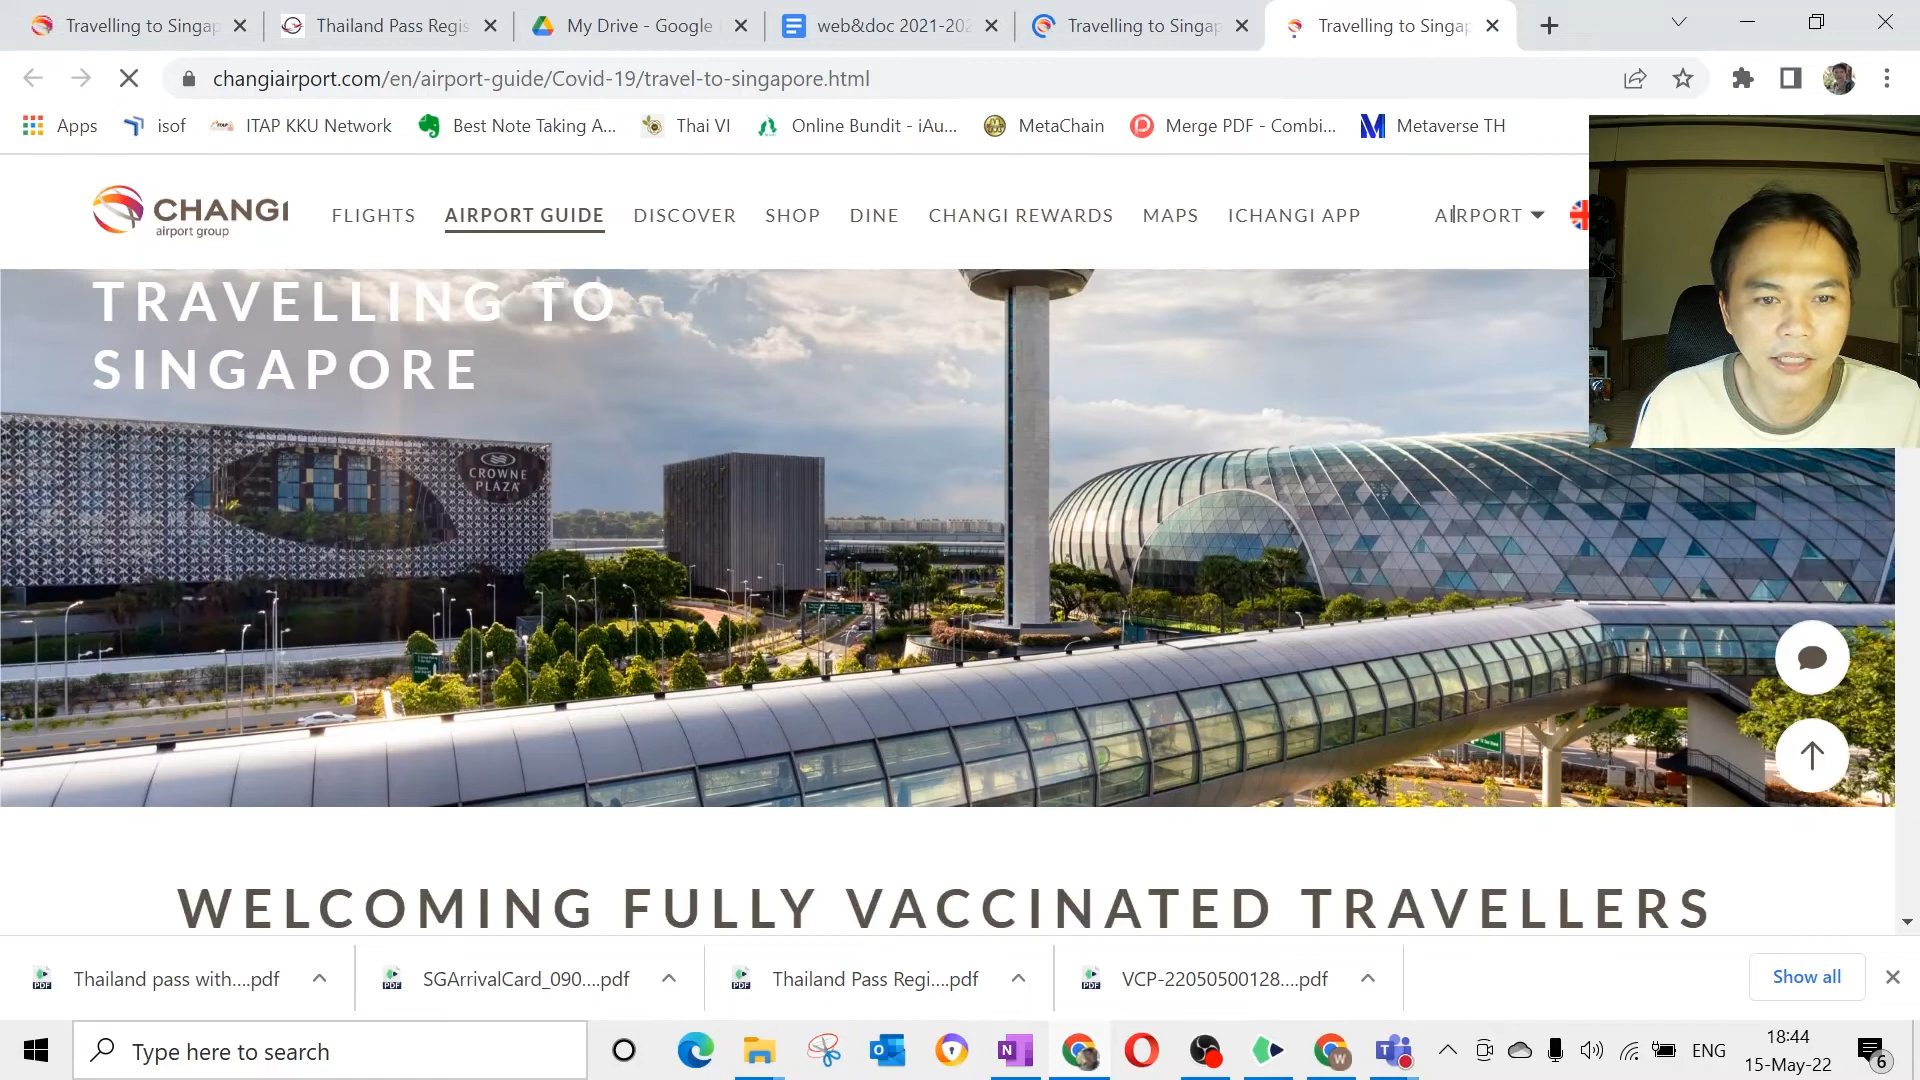 Travelling to Singap
Thailand Pass Regis
My Drive - Google
web&doc 2021-202
Travelling to Singap
Travelling to Singap
changiairport.com/en/airport-guide/Covid-19/travel-to-singapore.html
Apps
isof
ITAP KKU Network
Best Note Taking A...
Thai VI
Online Bundit - iAu...
MetaChain
Merge PDF - Combi...
Metaverse TH
CHANGI
airport group
FLIGHTS
AIRPORT GUIDE
DISCOVER
SHOP
DINE
CHANGI REWARDS
MAPS
ICHANGI APP
AIRPORT
TRAVELLING TO
SINGAPORE
CROWNE
PLAZA
WELCOMING FULLY VACCINATED TRAVELLERS
Thailand pass with....pdf
SGArrivalCard_090....pdf
Thailand Pass Regi....pdf
VCP-22050500128....pdf
Show all
Type here to search
ENG
18:44
15-May-22
6